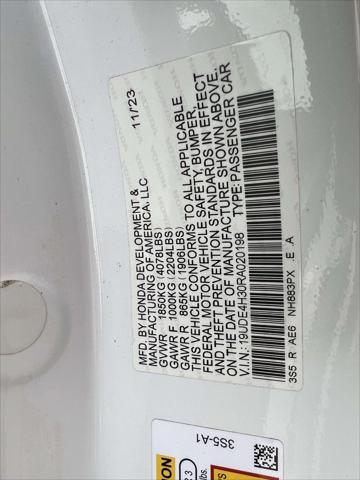 MFD. BY HONDA DEVELOPMENT & 11/23
MANUFACTURING OF AMERICA, LLC
GVWR 1850KG (4078LBS)
GAWR F 1000KG (2204LBS)
GAWR R 865KG (1906LBS)
THIS VEHICLE CONFORMS TO ALL APPLICABLE
FEDERAL MOTOR VEHICLE SAFETY, BUMPER,
AND THEFT PREVENTION STANDARDS IN EFFECT
ON THE DATE OF MANUFACTURE SHOWN ABOVE.
V.I.N.: 19UDE4H30RA020198 TYPE:PASSENGER CAR
3S5 R AE6 NH883PX .E .A
3S5-A1